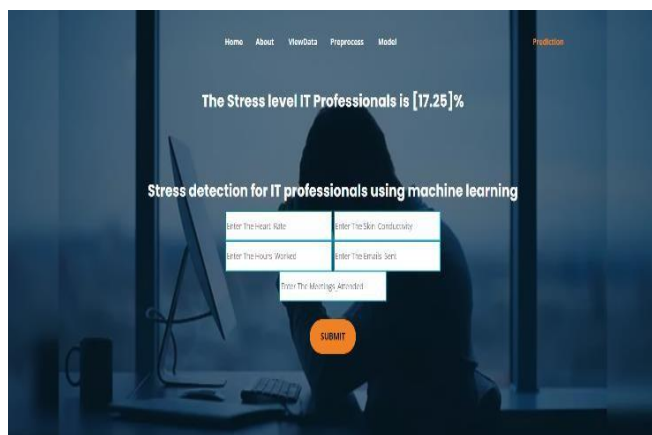 Home About ViewData Preprocess Model Prediction
The Stress level IT Professionals is [17.25]%
Stress detection for IT professionals using machine learning
Enter The Heart Rate Enter The Skin Conductivity
Enter The Hours Worked Enter The Emails Sent
Enter The Meetings Attended
SUBMIT